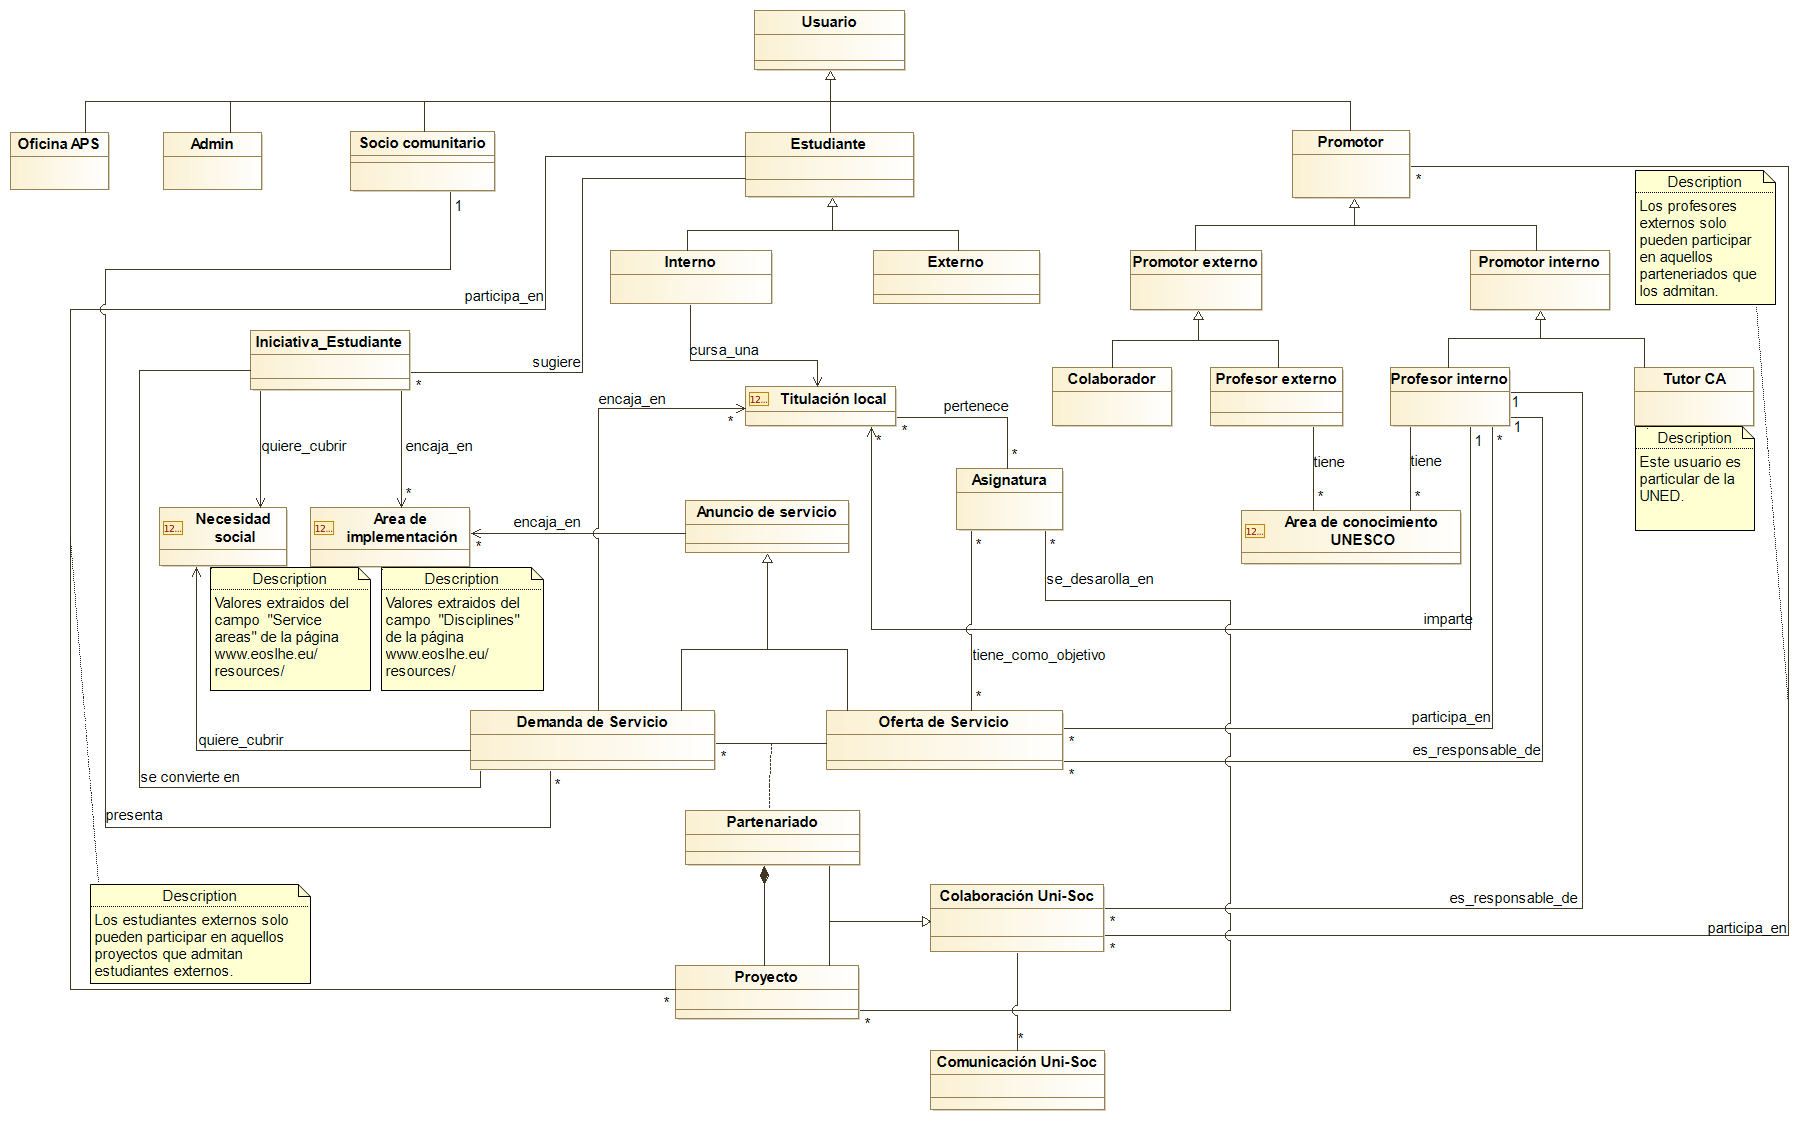 Usuario
Oficina APS
Admin
Socio comunitario
Estudiante
Promotor
1
*
Description
Los profesores
externos solo
pueden participar
en aquellos
parteneriados que
los admitan.
Interno
Externo
Promotor externo
Promotor interno
participa_en
Iniciativa_Estudiante
*
sugiere
cursa_una
Colaborador
Profesor externo
Profesor interno
Tutor CA
1
1
1
*
Description
Este usuario es
particular de la
UNED.
encaja_en
*
12...
Titulación local
*
*
pertenece
*
quiere_cubrir
encaja_en
*
tiene
*
tiene
*
Asignatura
*
*
12...
Necesidad
social
12...
Area de
implementación
*
encaja_en
Anuncio de servicio
12...
Area de conocimiento
UNESCO
Description
Valores extraidos del
campo "Service
areas" de la página
www.eoslhe.eu/
resources/
Description
Valores extraidos del
campo "Disciplines"
de la página
www.eoslhe.eu/
resources/
se_desarolla_en
imparte
tiene_como_objetivo
*
Demanda de Servicio
*
*
Oferta de Servicio
*
*
participa_en
es_responsable_de
quiere_cubrir
se convierte en
presenta
Partenariado
Description
Los estudiantes externos solo
pueden participar en aquellos
proyectos que admitan
estudiantes externos.
Colaboración Uni-Soc
*
*
es_responsable_de
participa_en
Proyecto
*
*
*
Comunicación Uni-Soc